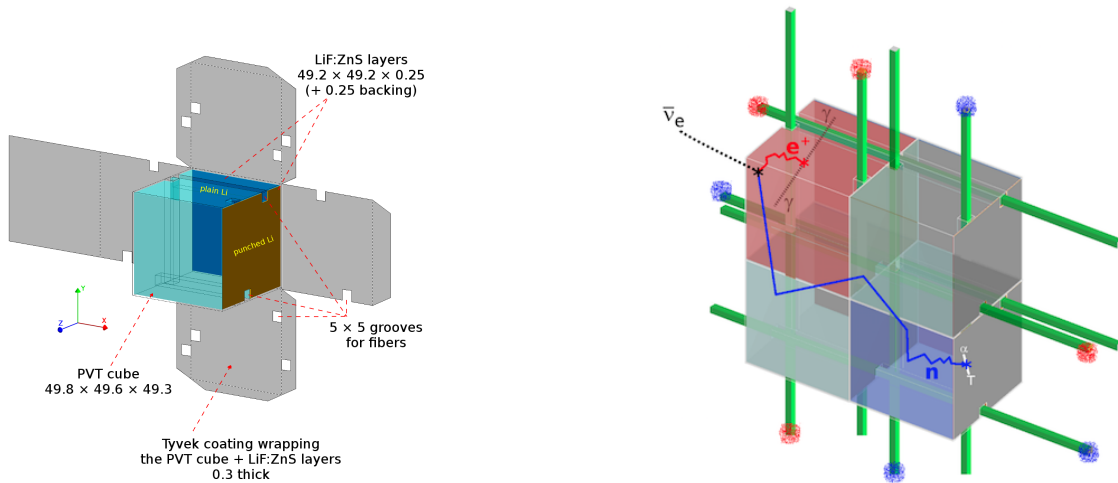 LiF:ZnS layers
49.2 × 49.2 × 0.25
(+ 0.25 backing)
plain Li
punched Li
Y
Z
X
5 × 5 grooves
for fibers
PVT cube
49.8 × 49.6 × 49.3
Tyvek coating wrapping
the PVT cube + LiF:ZnS layers
0.3 thick
ν̅e
γ
e+
γ
α
n
T